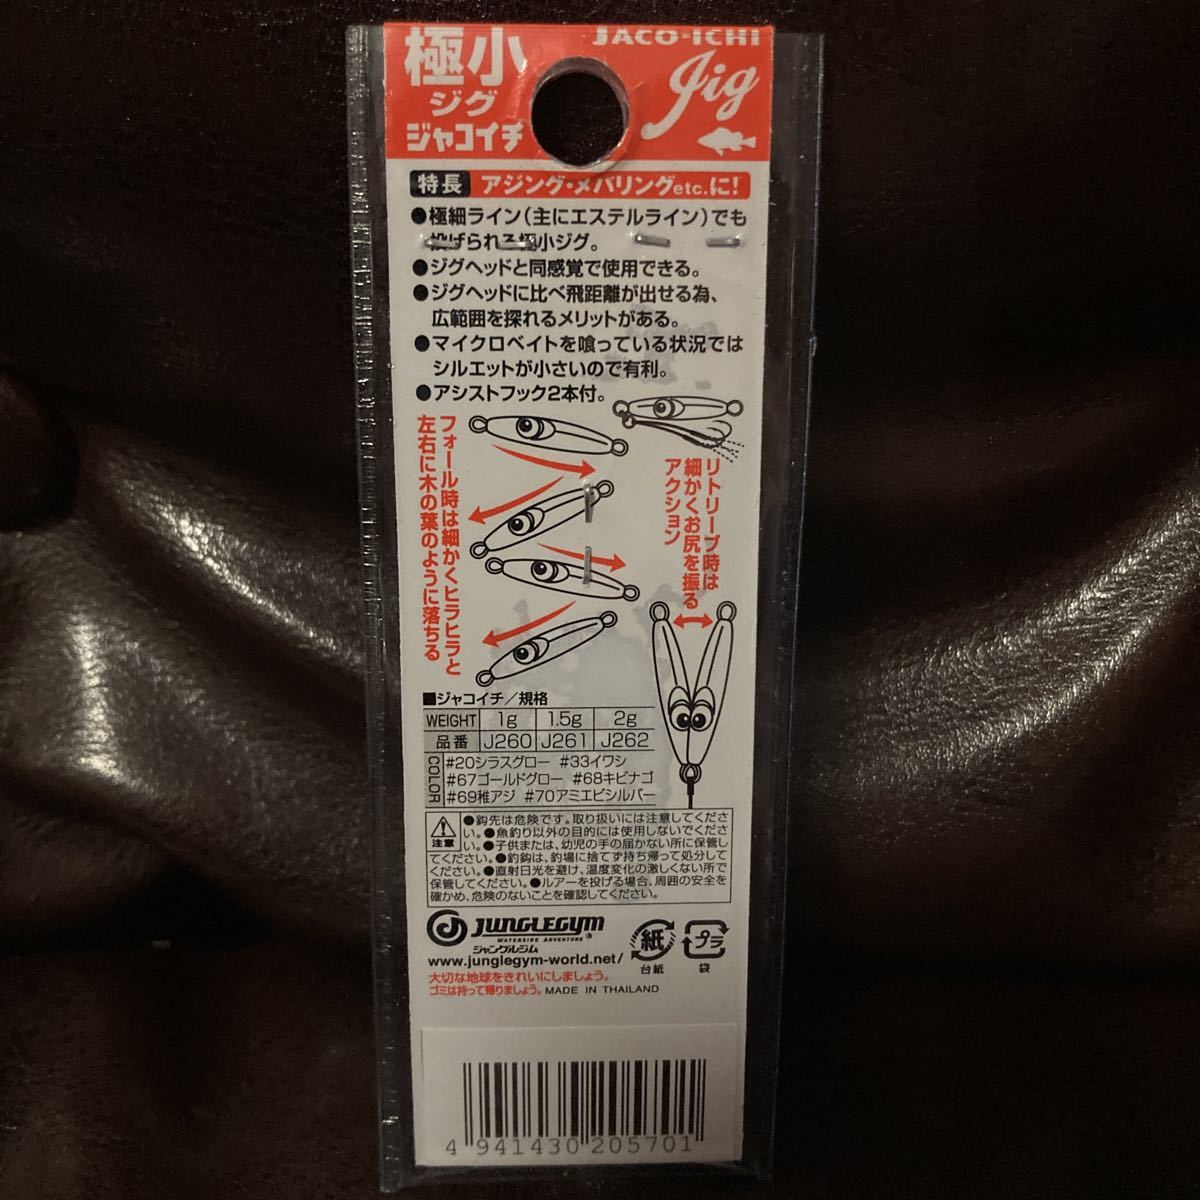 極小
ジグ
ジャコイチ
JACO-ICHI
Jig
特長 アジング・メバリングetc.に!
●極細ライン(主にエステルライン)でも
投げられる極小ジグ。
●ジグヘッドと同感覚で使用できる。
●ジグヘッドに比べ飛距離が出せる為、
広範囲を探れるメリットがある。
●マイクロベイトを喰っている状況では
シルエットが小さいので有利。
●アシストフック2本付。
フォール時は細かくヒラヒラと
左右に木の葉のように落ちる
リトリーブ時は
細かくお尻を振る
アクション
■ジャコイチ/規格
WEIGHT 1g 1.5g 2g
品番 J260 J261 J262
COLOR
#20シラスグロー #33イワシ
#67ゴールドグロー #68キビナゴ
#69稚アジ #70アミエビシルバー
注意
●鈎先は危険です。取り扱いには注意してくださ
い。●魚釣り以外の目的には使用しないでくださ
い。●子供または、幼児の手の届かない所に保管し
てください。●釣鈎は、釣場に捨てず持ち帰って処分して
ください。●直射日光を避け、温度変化の激しくない所で
保管してください。●ルアーを投げる場合、周囲の安全を
確かめ、危険のないことを確認してください。
JUNGLEGYM
WATERSIDE ADVENTURE ®
ジャングルジム
www.junglegym-world.net/
紙
台紙
プラ
袋
大切な地球をきれいにしましょう。
ゴミは持って帰りましょう。 MADE IN THAILAND
4 941430 205701